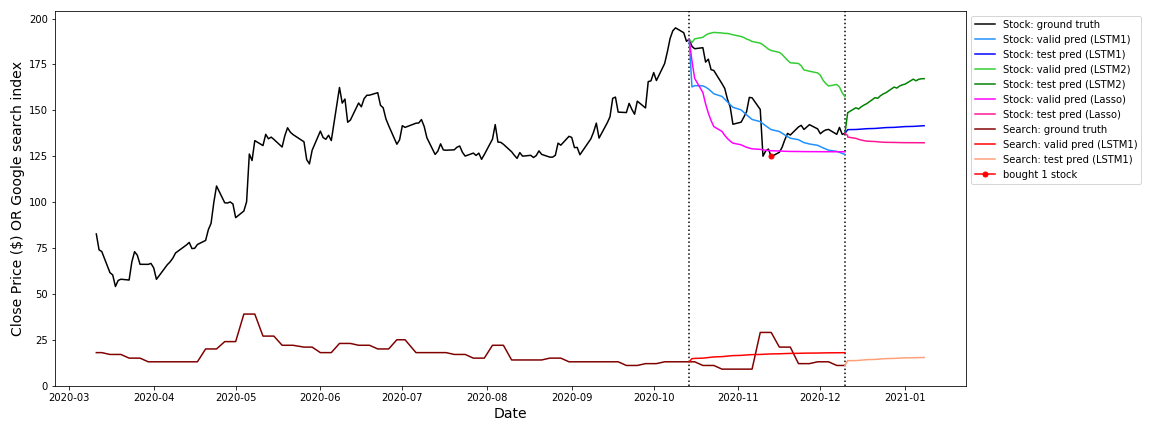 200
175
150
125
100
75
50
25
0
Close Price ($) OR Google search index
2020-03
2020-04
2020-05
2020-06
2020-07
2020-08
2020-09
2020-10
2020-11
2020-12
2021-01
Date
Stock: ground truth
Stock: valid pred (LSTM1)
Stock: test pred (LSTM1)
Stock: valid pred (LSTM2)
Stock: test pred (LSTM2)
Stock: valid pred (Lasso)
Stock: test pred (Lasso)
Search: ground truth
Search: valid pred (LSTM1)
Search: test pred (LSTM1)
bought 1 stock